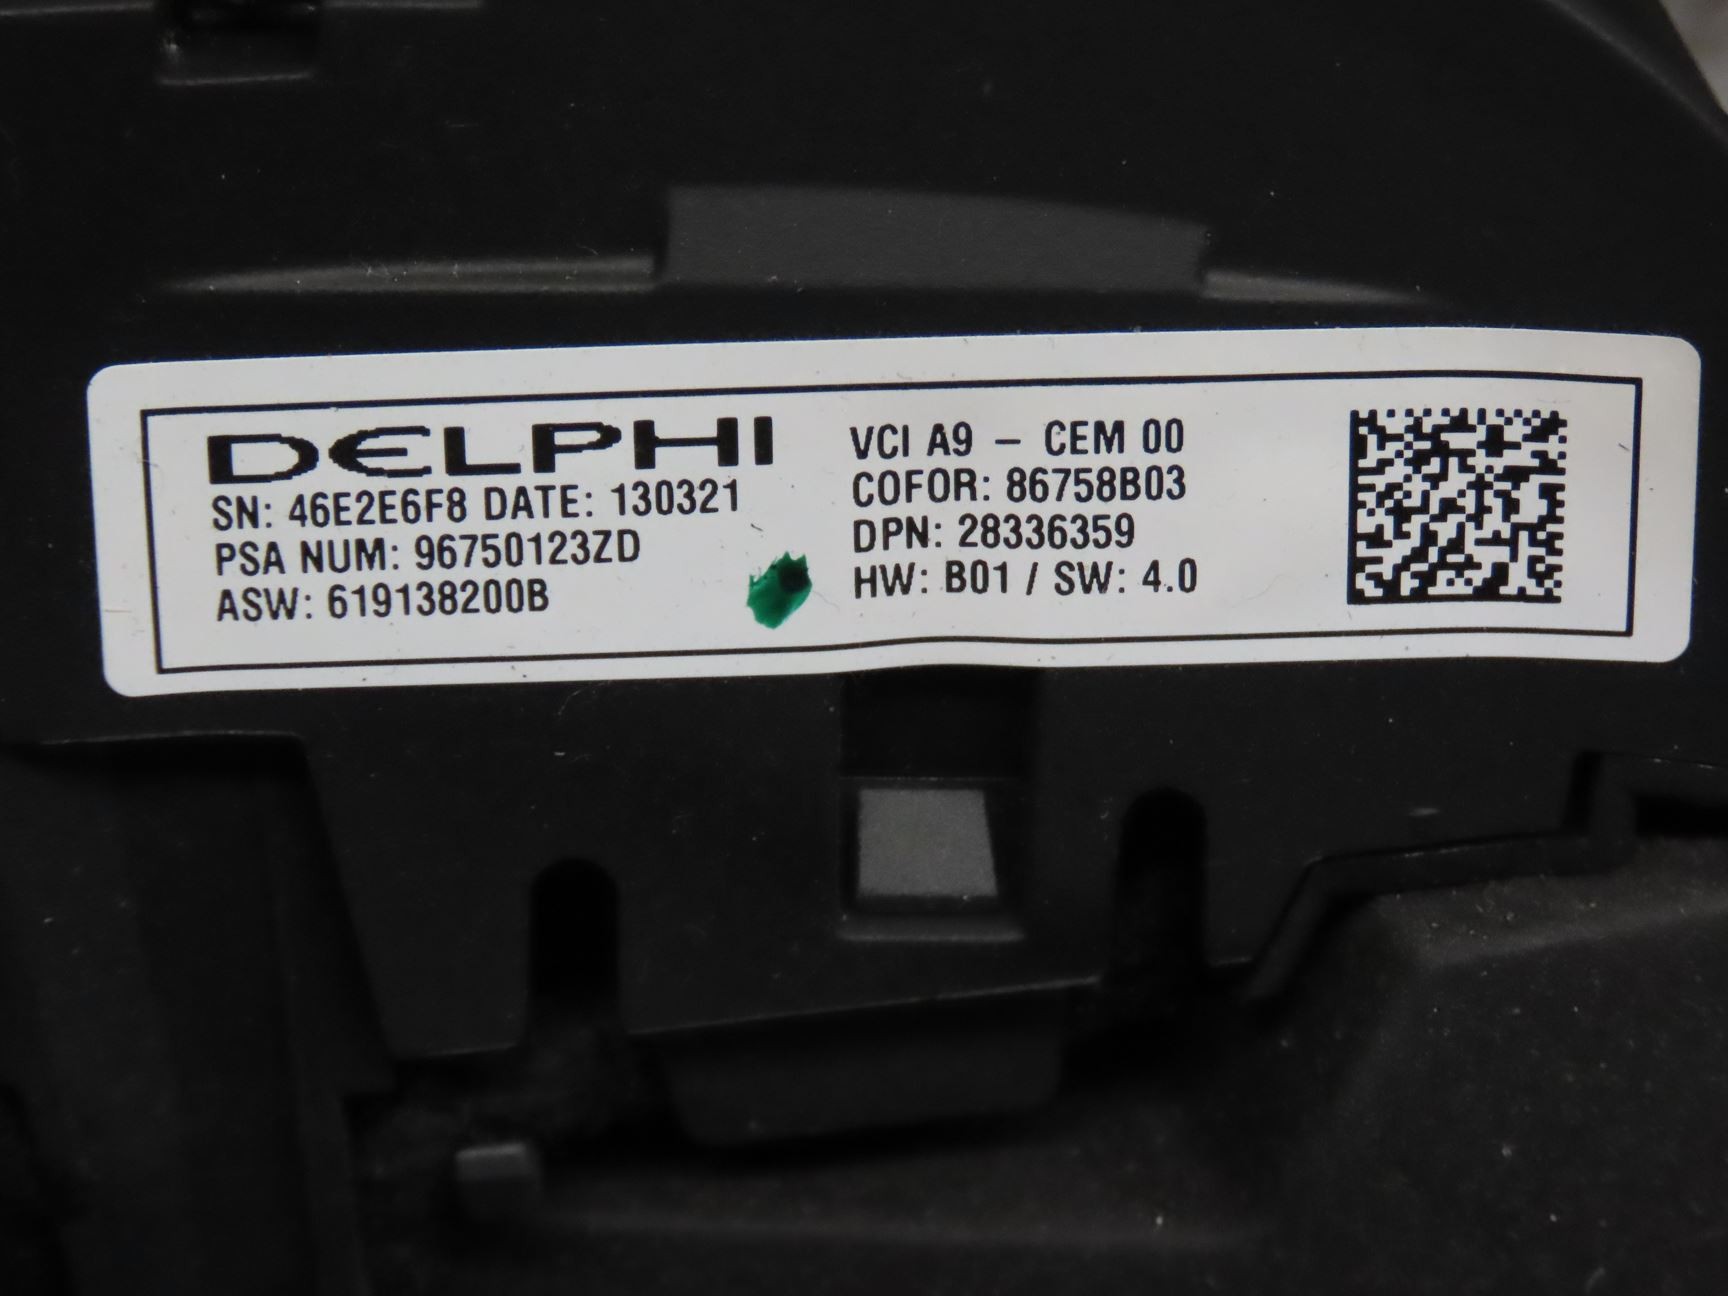 DELPHI
SN: 46E2E6F8 DATE: 130321
PSA NUM: 96750123ZD
ASW: 619138200B
VCI A9 – CEM 00
COFOR: 86758B03
DPN: 28336359
HW: B01 / SW: 4.0